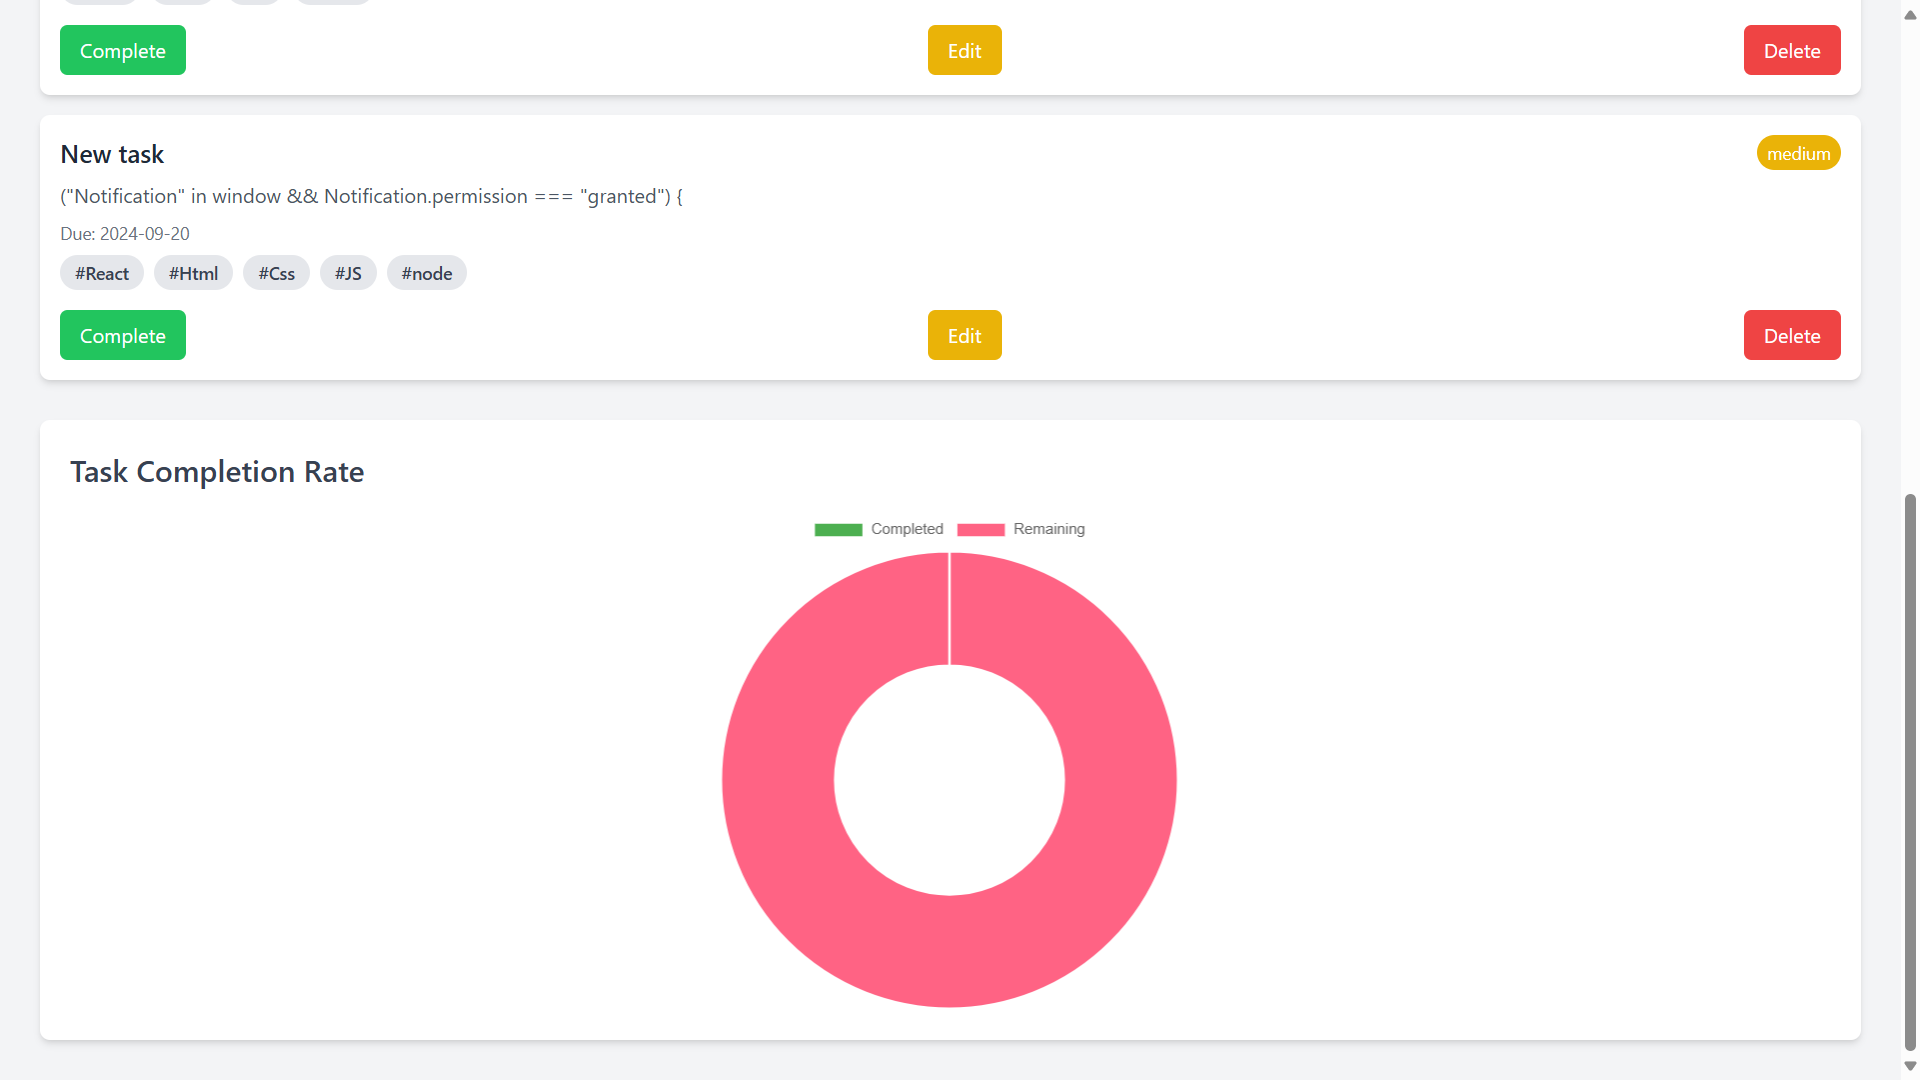 Complete Edit Delete
New task medium
("Notification" in window && Notification.permission === "granted") {
Due: 2024-09-20
#React #Html #Css #JS #node
Complete Edit Delete
Task Completion Rate
Completed Remaining